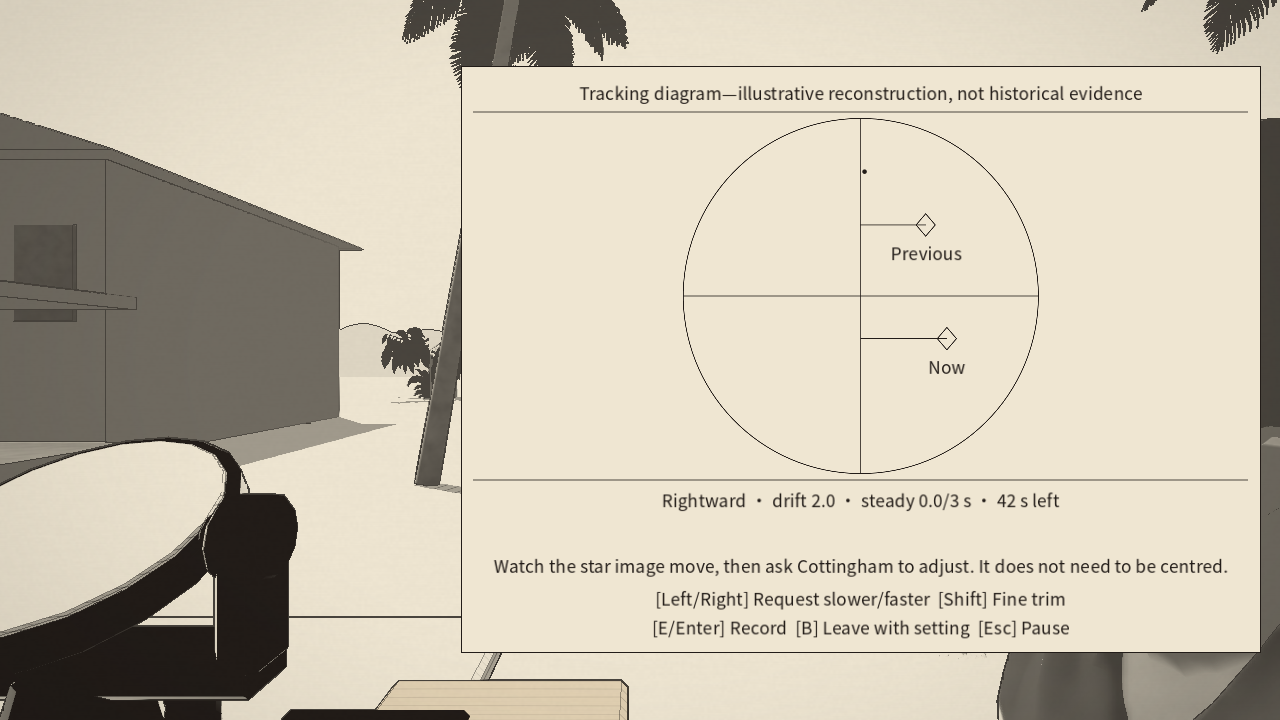 Tracking diagram—illustrative reconstruction, not historical evidence
Previous
Now
Rightward · drift 2.0 · steady 0.0/3 s · 42 s left
Watch the star image move, then ask Cottingham to adjust. It does not need to be centred.
[Left/Right] Request slower/faster [Shift] Fine trim
[E/Enter] Record [B] Leave with setting [Esc] Pause